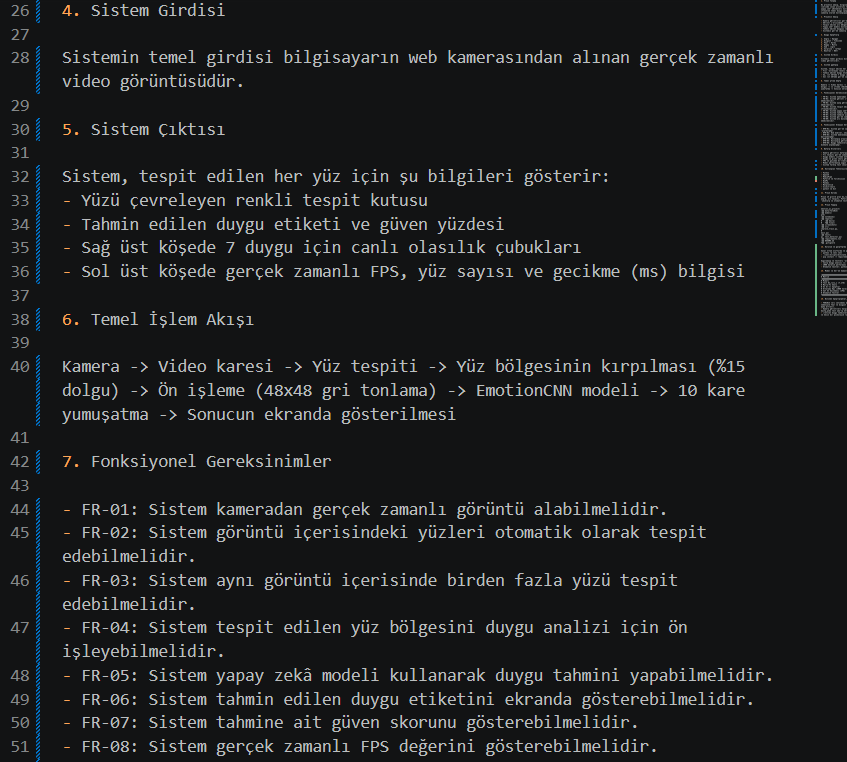 26 4. Sistem Girdisi
27
28 Sistemin temel girdisi bilgisayarın web kamerasından alınan gerçek zamanlı
video görüntüsüdür.
29
30 5. Sistem Çıktısı
31
32 Sistem, tespit edilen her yüz için şu bilgileri gösterir:
33 - Yüzü çevreleyen renkli tespit kutusu
34 - Tahmin edilen duygu etiketi ve güven yüzdesi
35 - Sağ üst köşede 7 duygu için canlı olasılık çubukları
36 - Sol üst köşede gerçek zamanlı FPS, yüz sayısı ve gecikme (ms) bilgisi
37
38 6. Temel İşlem Akışı
39
40 Kamera -> Video karesi -> Yüz tespiti -> Yüz bölgesinin kırpılması (%15
dolgu) -> Ön işleme (48x48 gri tonlama) -> EmotionCNN modeli -> 10 kare
yumuşatma -> Sonucun ekranda gösterilmesi
41
42 7. Fonksiyonel Gereksinimler
43
44 - FR-01: Sistem kameradan gerçek zamanlı görüntü alabilmelidir.
45 - FR-02: Sistem görüntü içerisindeki yüzleri otomatik olarak tespit
edebilmelidir.
46 - FR-03: Sistem aynı görüntü içerisinde birden fazla yüzü tespit
edebilmelidir.
47 - FR-04: Sistem tespit edilen yüz bölgesini duygu analizi için ön
işleyebilmelidir.
48 - FR-05: Sistem yapay zekâ modeli kullanarak duygu tahmini yapabilmelidir.
49 - FR-06: Sistem tahmin edilen duygu etiketini ekranda gösterebilmelidir.
50 - FR-07: Sistem tahmine ait güven skorunu gösterebilmelidir.
51 - FR-08: Sistem gerçek zamanlı FPS değerini gösterebilmelidir.